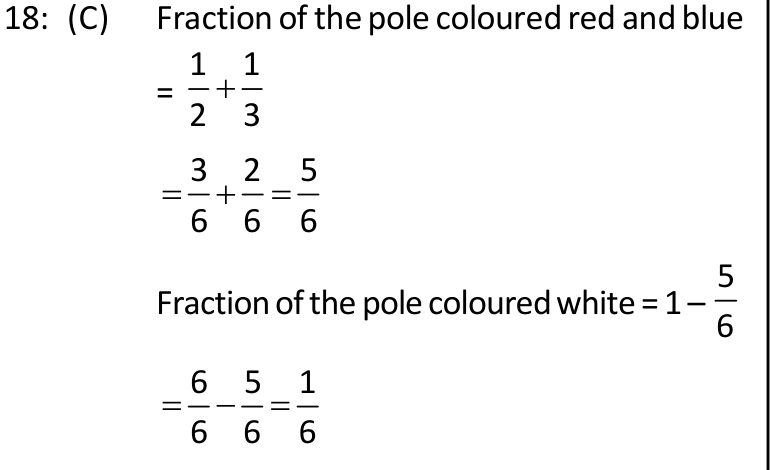 18: (C) Fraction of the pole coloured red and blue
= 1/2 + 1/3
= 3/6 + 2/6 = 5/6
Fraction of the pole coloured white = 1 − 5/6
= 6/6 − 5/6 = 1/6